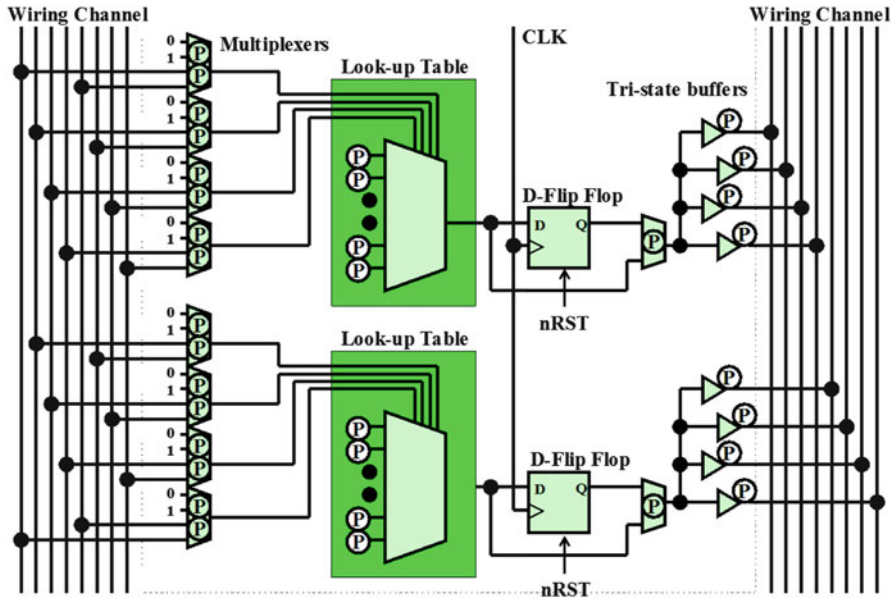 Wiring Channel
CLK
Wiring Channel
Multiplexers
Look-up Table
Tri-state buffers
0
1
P
P
0
1
P
P
0
1
P
P
0
1
P
P
P
P
P
P
D-Flip Flop
D
Q
P
nRST
P
P
P
P
0
1
P
P
0
1
P
P
0
1
P
P
0
1
P
P
Look-up Table
P
P
P
P
D-Flip Flop
D
Q
P
nRST
P
P
P
P